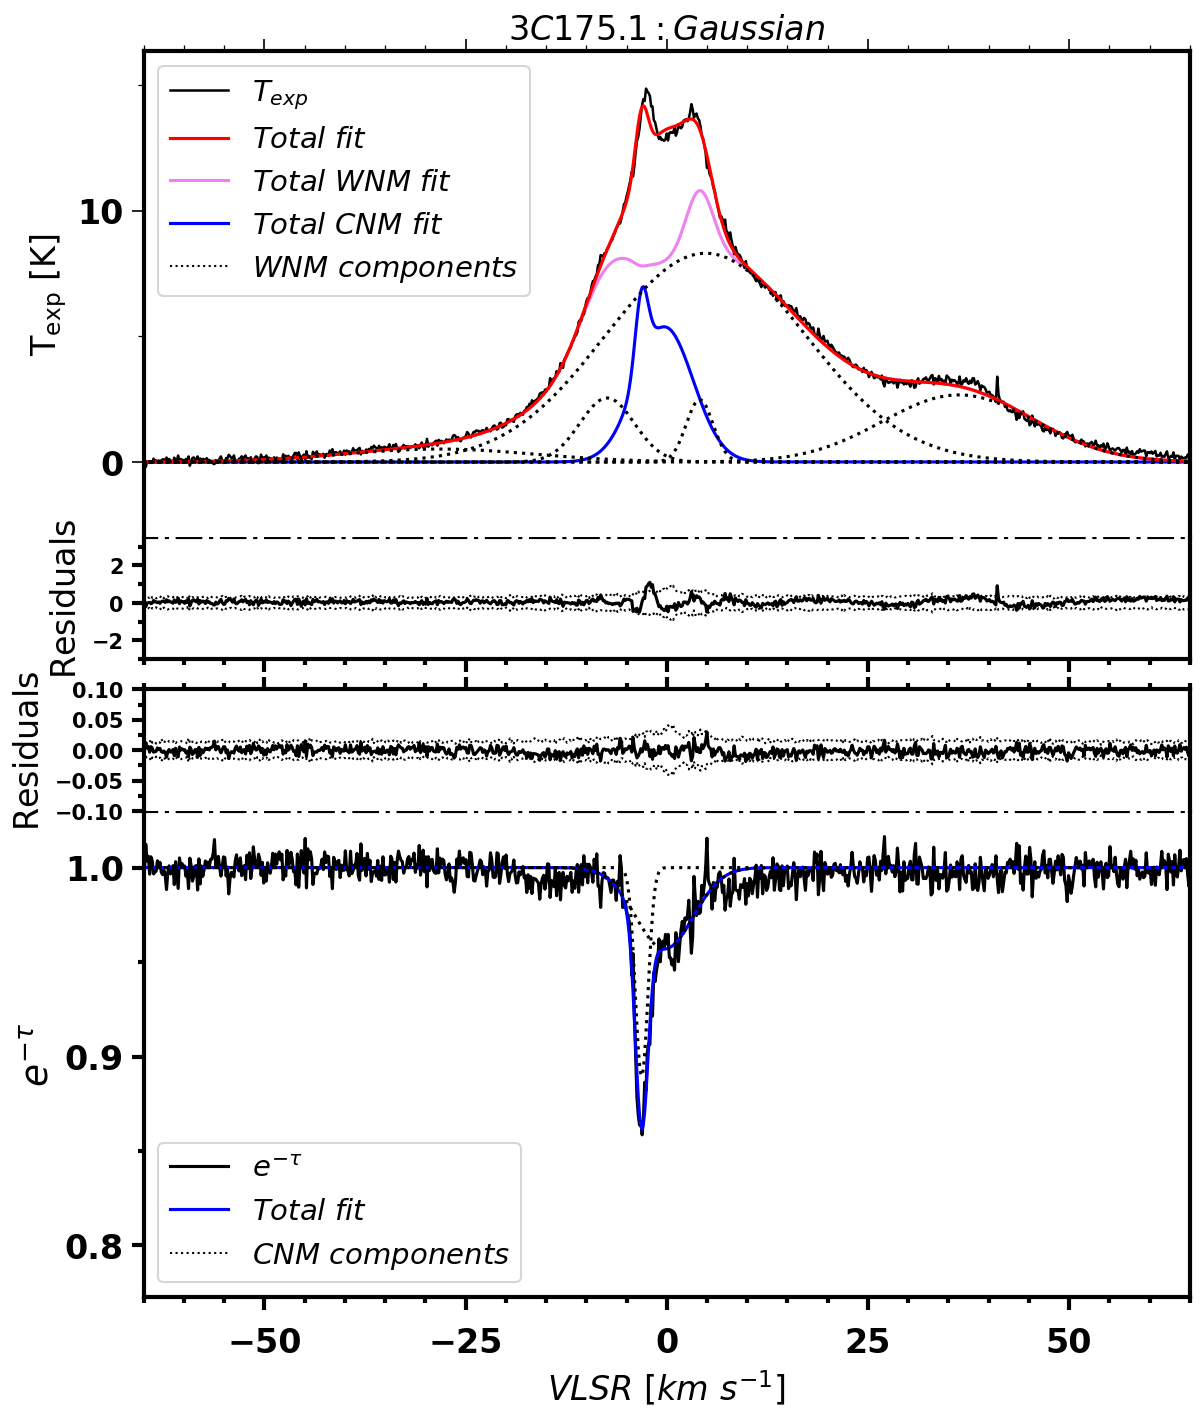 3C175.1 : Gaussian
T_exp
Total fit
Total WNM fit
Total CNM fit
WNM components
T_exp [K]
10
0
Residuals
2
0
−2
Residuals
0.10
0.05
0.00
−0.05
−0.10
e^−τ
1.0
0.9
0.8
e^−τ
Total fit
CNM components
−50 −25 0 25 50
VLSR [km s^−1]